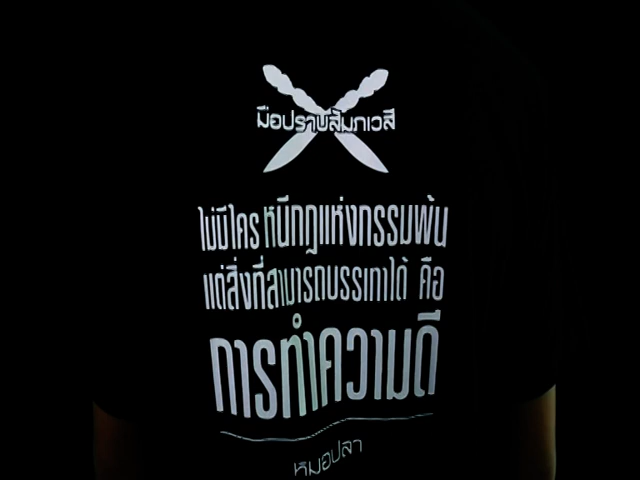 มือปราบสัมภเวสี
ไม่มีใคร หนีกฎแห่งกรรมพ้น
แต่สิ่งที่สามารถบรรเทาได้ คือ
การทำความดี
หมอปลา